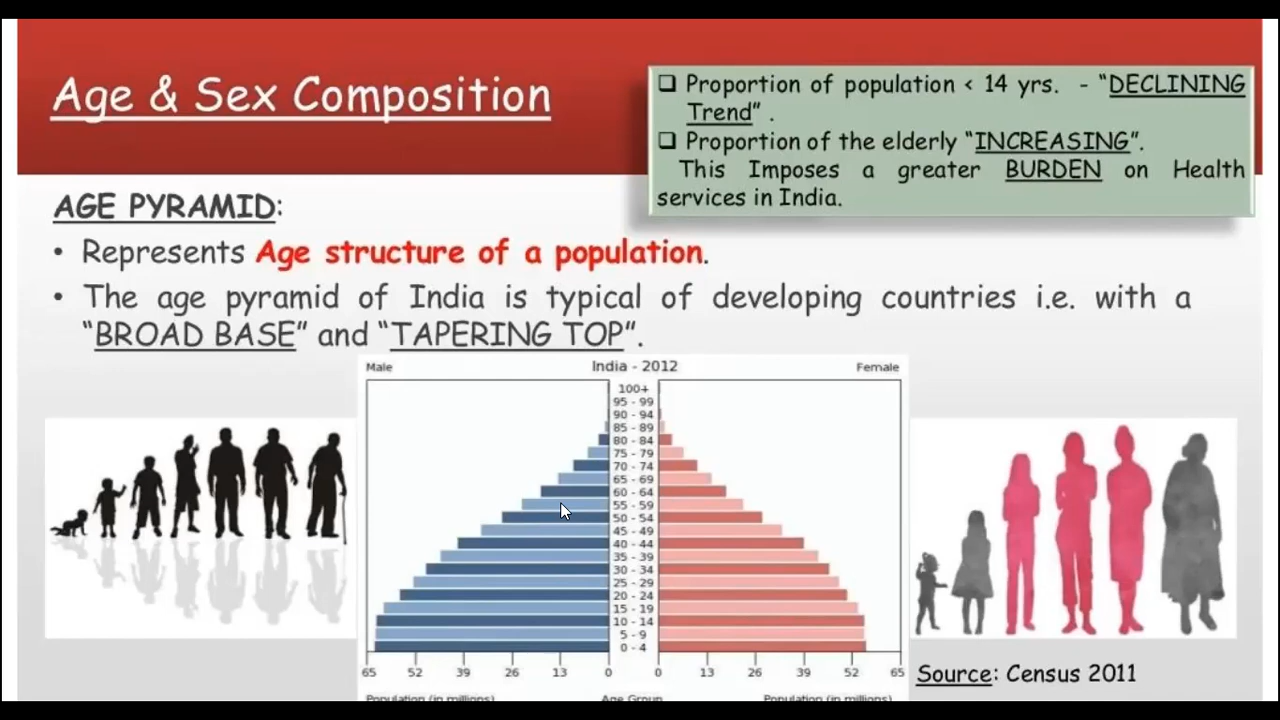 Age & Sex Composition
❑ Proportion of population < 14 yrs. - “DECLINING
Trend” .
❑ Proportion of the elderly “INCREASING”.
This Imposes a greater BURDEN on Health
services in India.
AGE PYRAMID:
• Represents Age structure of a population.
• The age pyramid of India is typical of developing countries i.e. with a
“BROAD BASE” and “TAPERING TOP”.
Male India - 2012 Female
100+
95 - 99
90 - 94
85 - 89
80 - 84
75 - 79
70 - 74
65 - 69
60 - 64
55 - 59
50 - 54
45 - 49
40 - 44
35 - 39
30 - 34
25 - 29
20 - 24
15 - 19
10 - 14
5 - 9
0 - 4
65 52 39 26 13 0 0 13 26 39 52 65
Population (in millions) Age Group Population (in millions)
Source: Census 2011